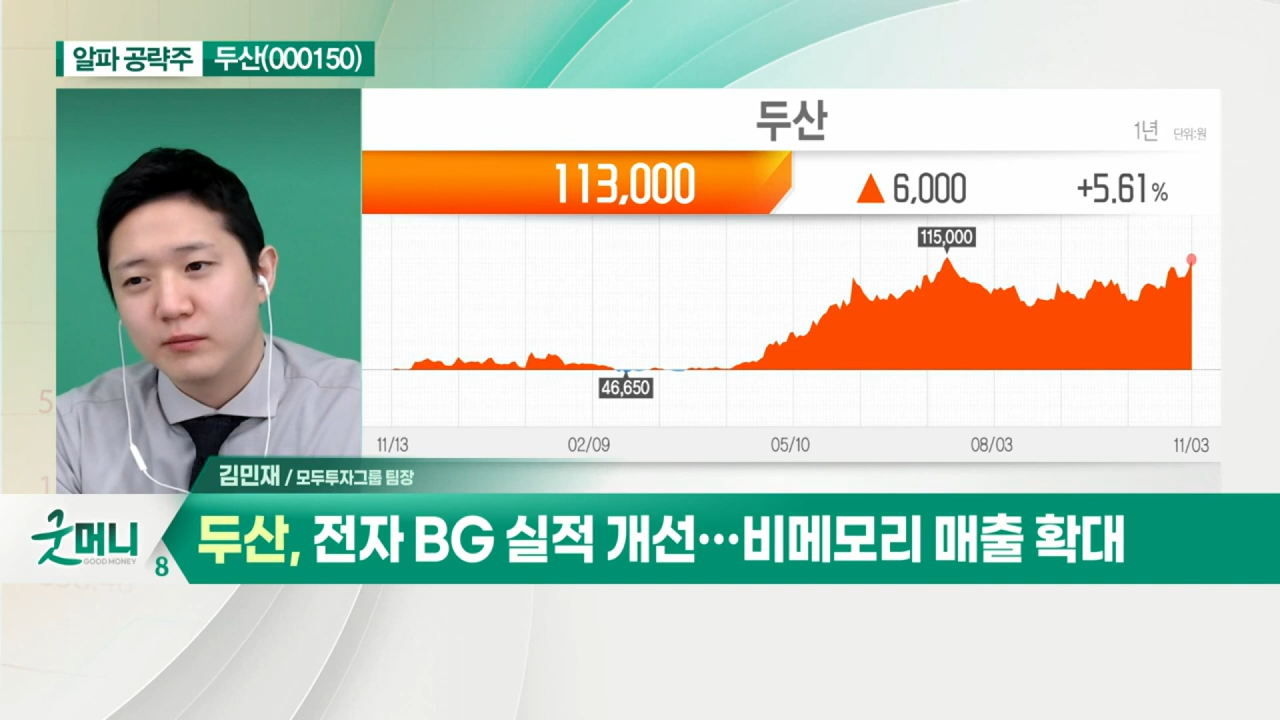 알파 공략주 두산(000150)
두산
1년 단위:원
113,000 ▲ 6,000 +5.61%
115,000
46,650
11/13 02/09 05/10 08/03 11/03
김민재 / 모두투자그룹 팀장
굿머니 GOOD MONEY 8
두산, 전자 BG 실적 개선…비메모리 매출 확대